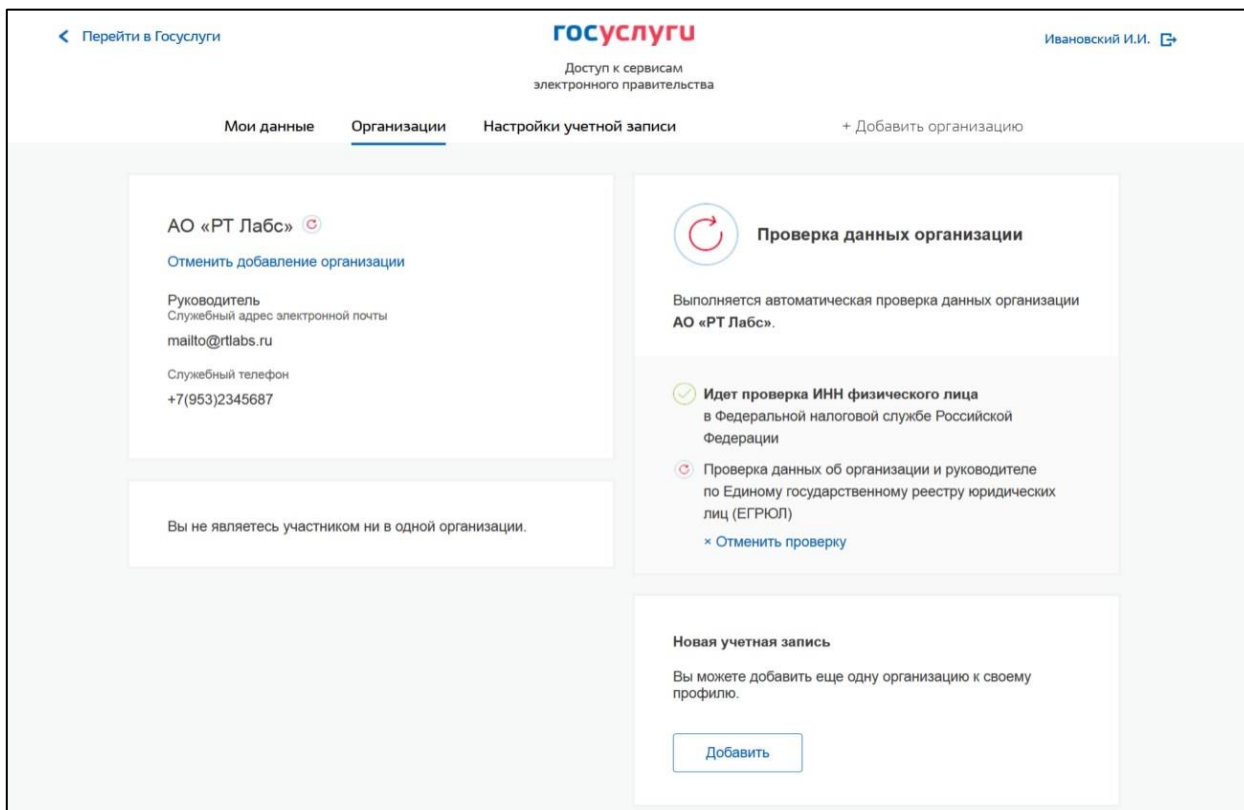 Перейти в Госуслуги
госуслуги
Ивановский И.И.
Доступ к сервисам
электронного правительства
Мои данные
Организации
Настройки учетной записи
+ Добавить организацию
АО «РТ Лабс»
Отменить добавление организации
Руководитель
Служебный адрес электронной почты
mailto@rtlabs.ru
Служебный телефон
+7(953)2345687
Вы не являетесь участником ни в одной организации.
Проверка данных организации
Выполняется автоматическая проверка данных организации
АО «РТ Лабс».
Идет проверка ИНН физического лица
в Федеральной налоговой службе Российской
Федерации
Проверка данных об организации и руководителе
по Единому государственному реестру юридических
лиц (ЕГРЮЛ)
× Отменить проверку
Новая учетная запись
Вы можете добавить еще одну организацию к своему
профилю.
Добавить